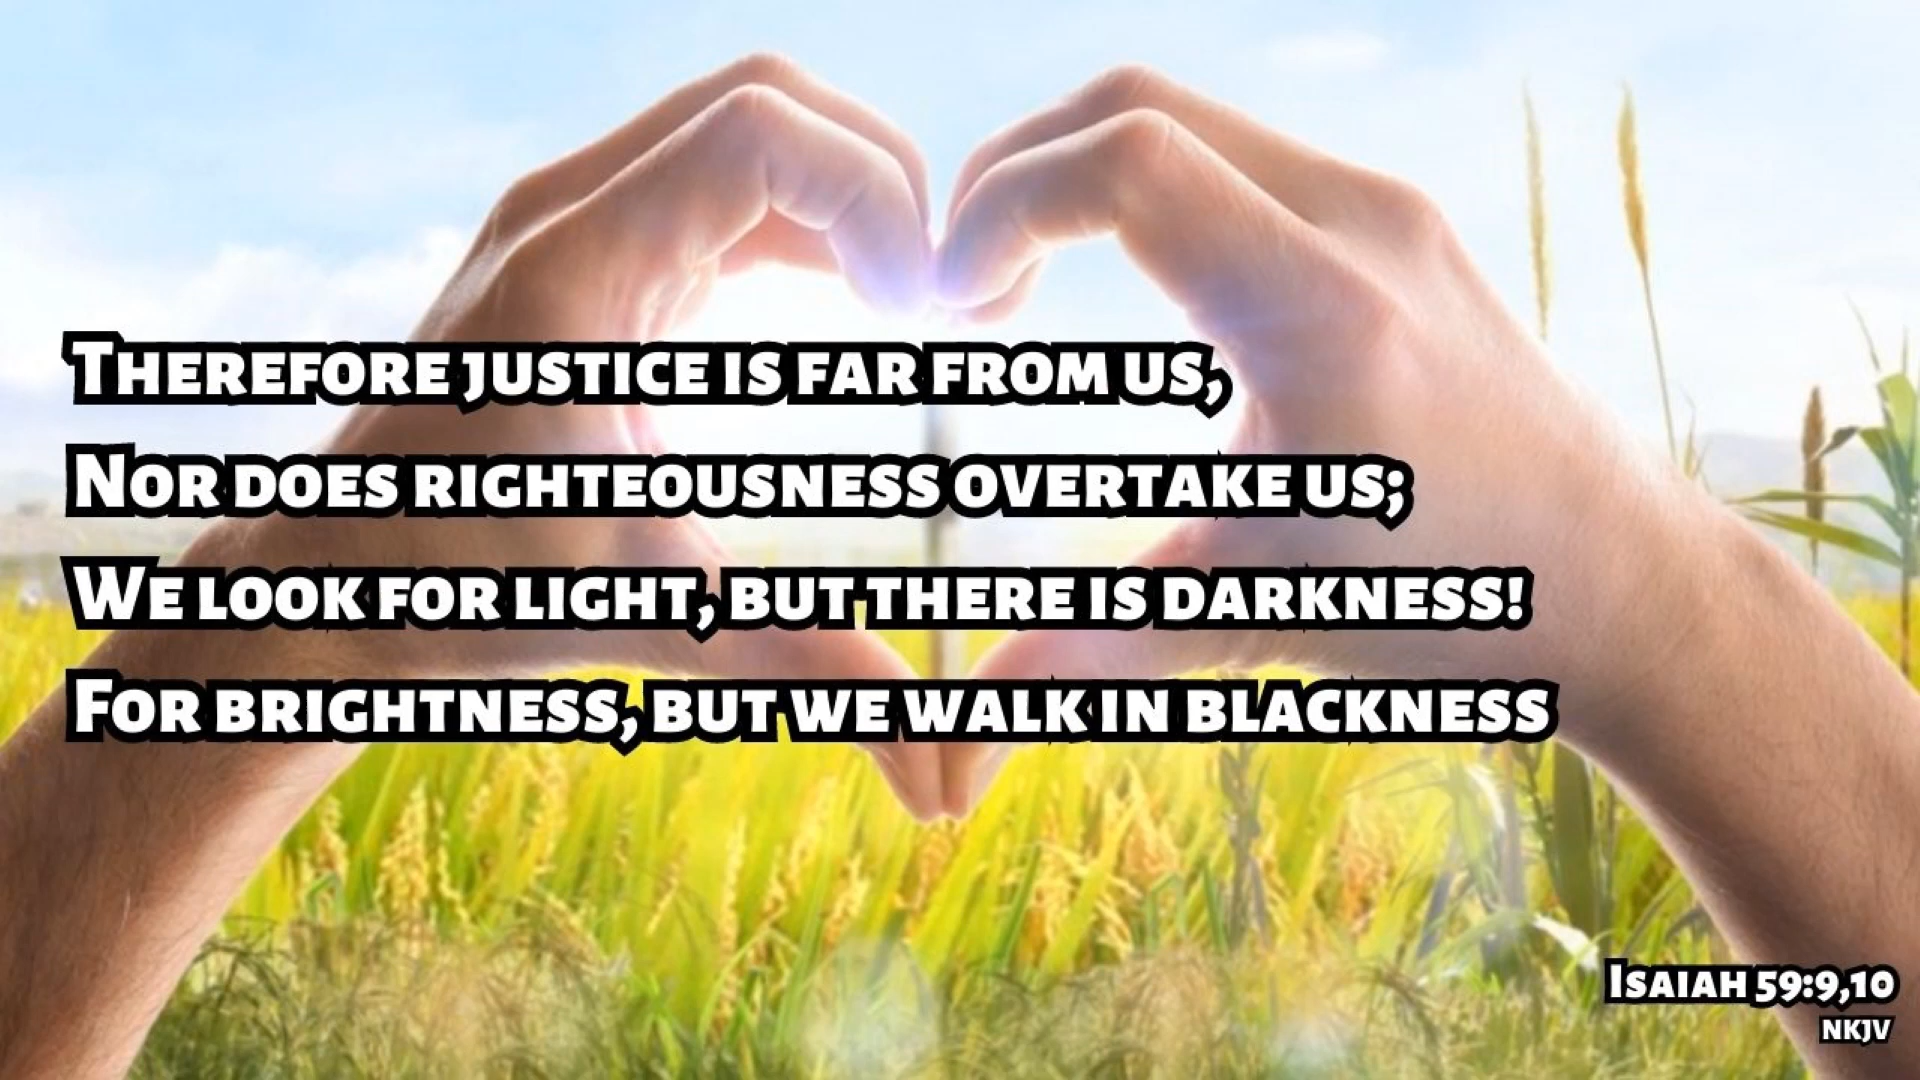 Therefore justice is far from us,
Nor does righteousness overtake us;
We look for light, but there is darkness!
For brightness, but we walk in blackness
Isaiah 59:9,10
NKJV